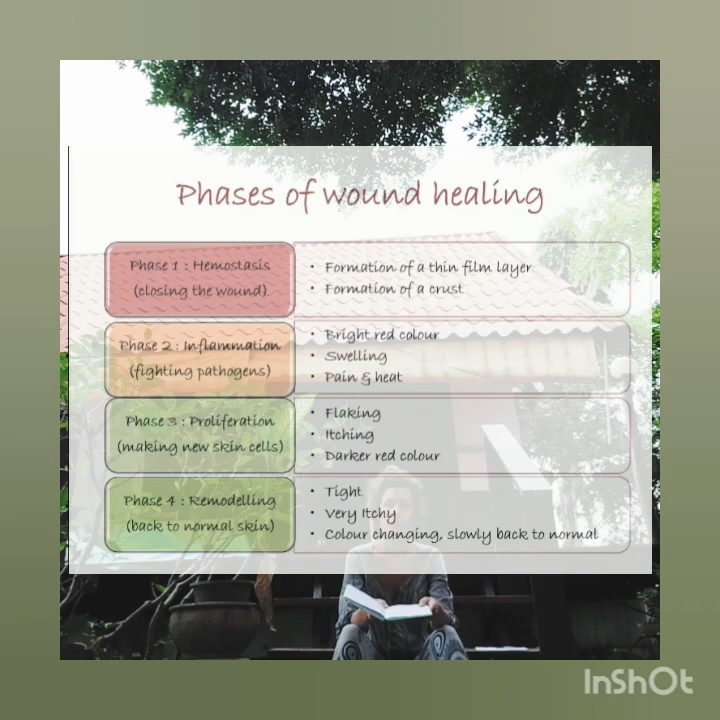 Phases of wound healing
Phase 1 : Hemostasis
(closing the wound)
• Formation of a thin film layer
• Formation of a crust
Phase 2 : Inflammation
(fighting pathogens)
• Bright red colour
• Swelling
• Pain & heat
Phase 3 : Proliferation
(making new skin cells)
• Flaking
• Itching
• Darker red colour
Phase 4 : Remodelling
(back to normal skin)
• Tight
• Very Itchy
• Colour changing, slowly back to normal
InShOt